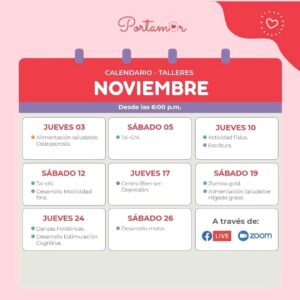 Portamor
CALENDARIO - TALLERES
NOVIEMBRE
Desde las 6:00 p.m.
JUEVES 03
Alimentación saludable
Osteoporosis.
SÁBADO 05
Tai-Chi.
JUEVES 10
Actividad física.
Escritura.
SÁBADO 12
Tai-chi.
Desarrollo Motricidad
fina.
JUEVES 17
Centro Bien ser:
Depresión.
SÁBADO 19
Zumba gold.
Alimentación Saludable:
Hígado graso.
JUEVES 24
Danzas Folklóricas.
Desarrollo Estimulación
Cognitiva.
SÁBADO 26
Desarrollo motor.
A través de:
LIVE
zoom